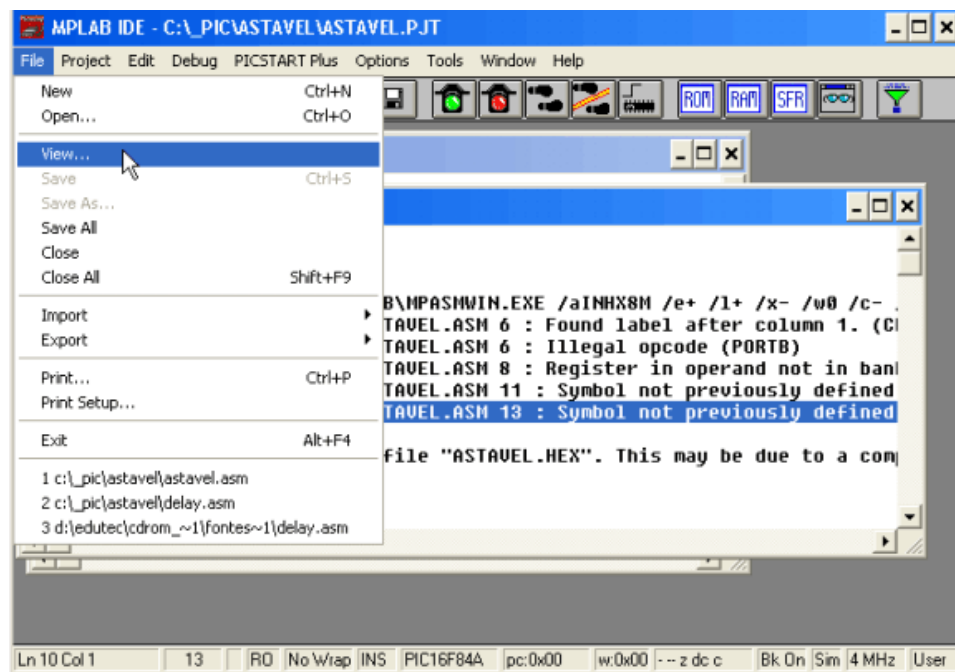 MPLAB IDE - C:\_PIC\ASTAVEL\ASTAVEL.PJT
File Project Edit Debug PICSTART Plus Options Tools Window Help
ROM RAM SFR
New Ctrl+N
Open... Ctrl+O
View...
Save Ctrl+S
Save As...
Save All
Close
Close All Shift+F9
Import
Export
Print... Ctrl+P
Print Setup...
Exit Alt+F4
1 c:\_pic\astavel\astavel.asm
2 c:\_pic\astavel\delay.asm
3 d:\edutec\cdrom_~1\fontes~1\delay.asm
B\MPASMWIN.EXE /aINHX8M /e+ /l+ /x- /w0 /c-
TAVEL.ASM 6 : Found label after column 1.
TAVEL.ASM 6 : Illegal opcode (PORTB)
TAVEL.ASM 8 : Register in operand not in
TAVEL.ASM 11 : Symbol not previously defined
TAVEL.ASM 13 : Symbol not previously defined
file "ASTAVEL.HEX". This may be due to a
Ln 10 Col 1 13 RO No Wrap INS PIC16F84A pc:0x00 w:0x00 - -- z dc c Bk On Sim 4 MHz User